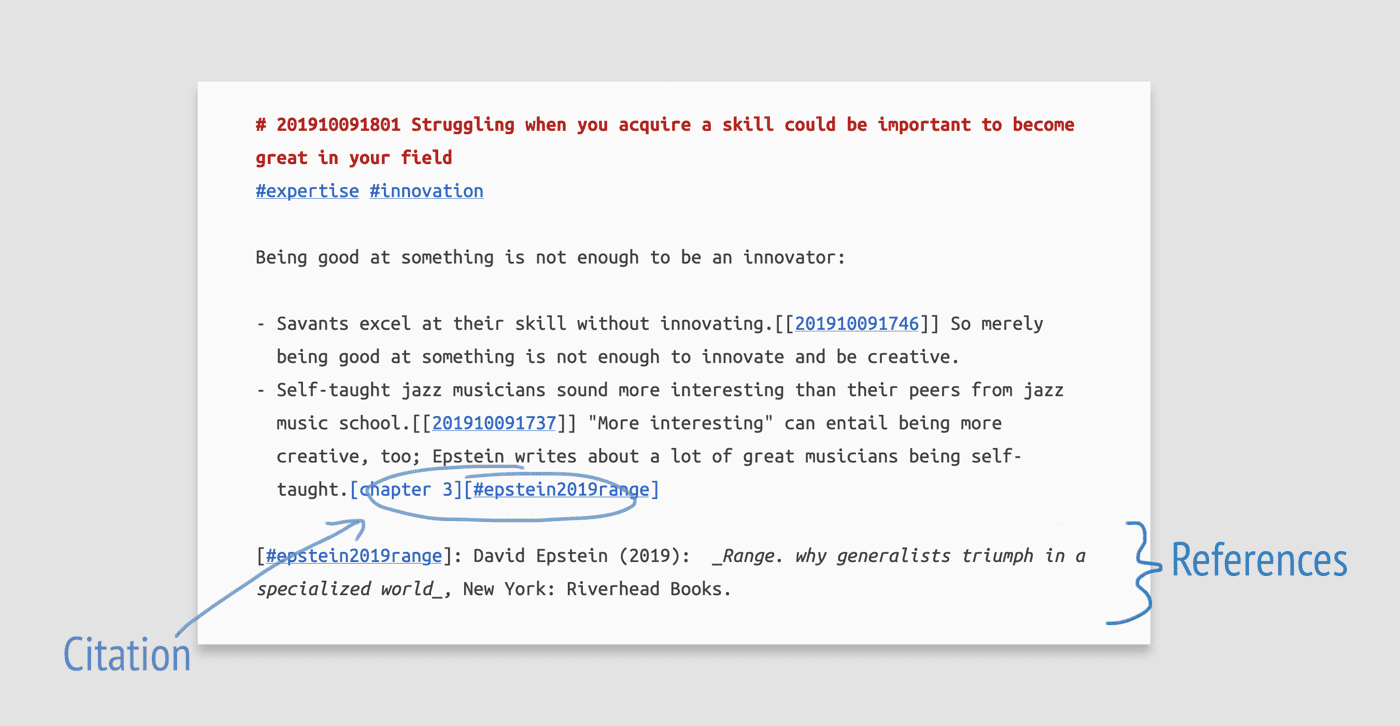 # 201910091801 Struggling when you acquire a skill could be important to become
great in your field
#expertise #innovation
Being good at something is not enough to be an innovator:
- Savants excel at their skill without innovating.[[201910091746]] So merely
being good at something is not enough to innovate and be creative.
- Self-taught jazz musicians sound more interesting than their peers from jazz
music school.[[201910091737]] "More interesting" can entail being more
creative, too; Epstein writes about a lot of great musicians being self-
taught.[chapter 3][#epstein2019range]
[#epstein2019range]: David Epstein (2019):  _Range. why generalists triumph in a
specialized world_, New York: Riverhead Books.
References
Citation